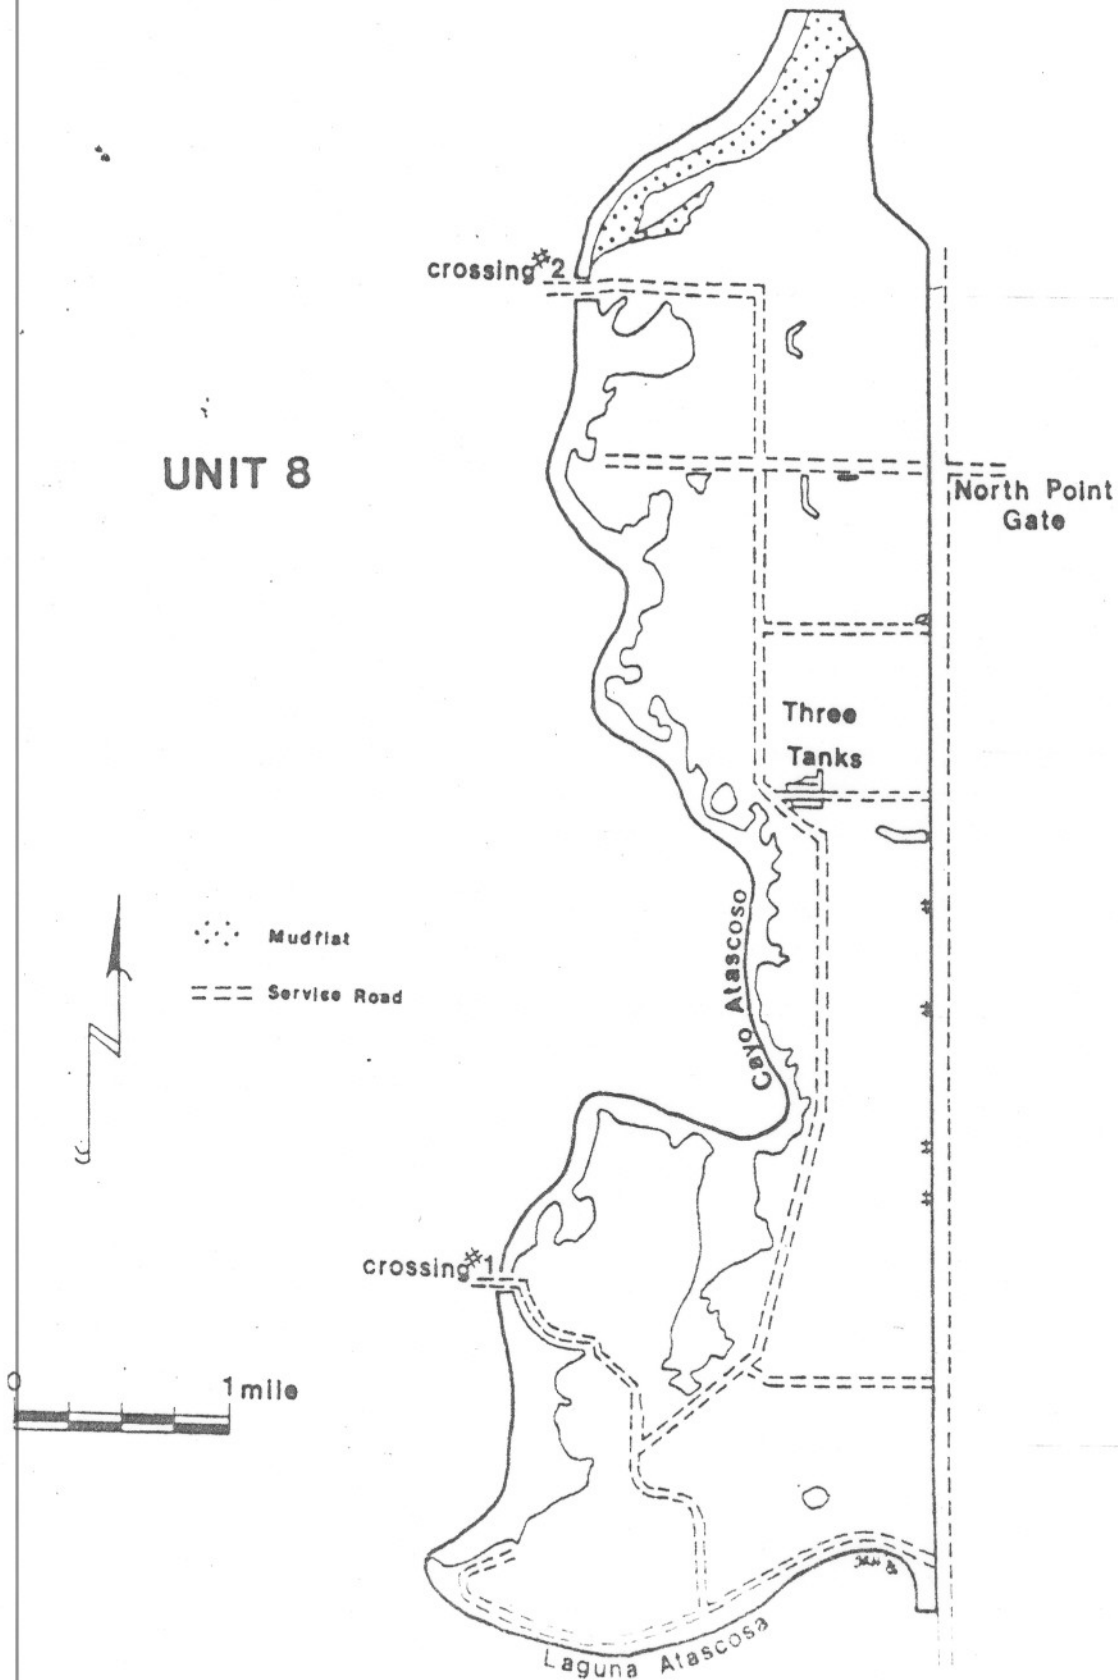 crossing #2
UNIT 8
North Point
Gate
Three
Tanks
Mudflat
Service Road
Cayo Atascoso
crossing #1
0 1 mile
Laguna Atascosa